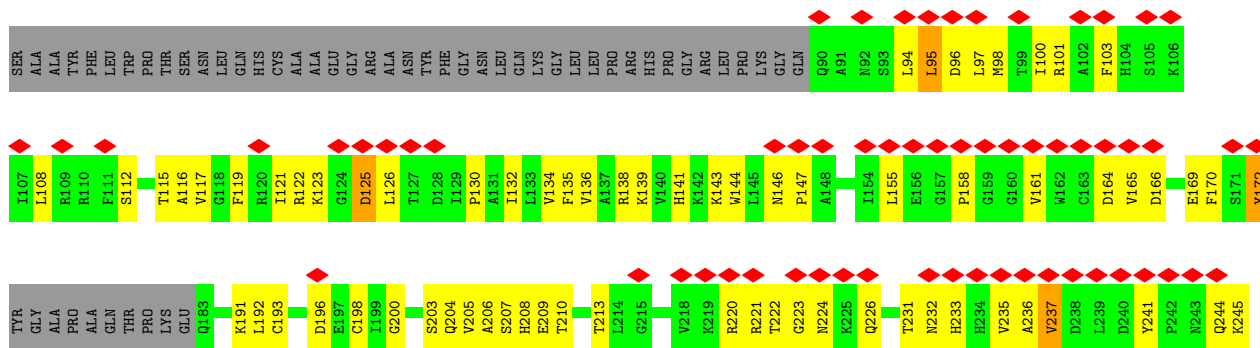 SER ALA ALA TYR PHE LEU TRP PRO THR SER ASN LEU GLN HIS CYS ALA ALA GLU GLY ARG ALA ASN TYR PHE GLY ASN LEU GLN LYS GLY LEU LEU PRO ARG HIS PRO GLY ARG LEU PRO LYS GLY GLN Q90 A91 N92 S93 L94 L95 D96 L97 M98 T99 I100 R101 A102 F103 H104 S105 K106
I107 L108 R109 R110 F111 S112 T115 A116 V117 G118 F119 R120 I121 R122 K123 G124 D125 L126 T127 D128 I129 P130 A131 I132 L133 V134 F135 V136 A137 R138 K139 V140 H141 K142 K143 W144 L145 N146 P147 A148 I154 L155 E156 G157 P158 G159 G160 V161 W162 C163 D164 V165 D166 E169 F170 S171 Y172
TYR GLY ALA PRO ALA GLN THR PRO LYS GLU Q183 K191 L192 C193 D196 E197 C198 I199 G200 S203 Q204 V205 A206 S207 H208 E209 T210 T213 L214 G215 V218 K219 R220 R221 T222 G223 N224 K225 Q226 T231 N232 H233 H234 V235 A236 V237 D238 L239 D240 Y241 P242 N243 Q244 K245